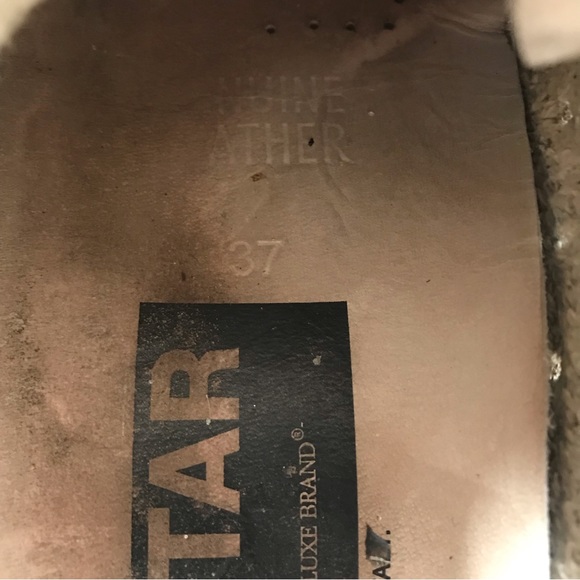 NUINE
ATHER
37
TAR
LUXE BRAND®